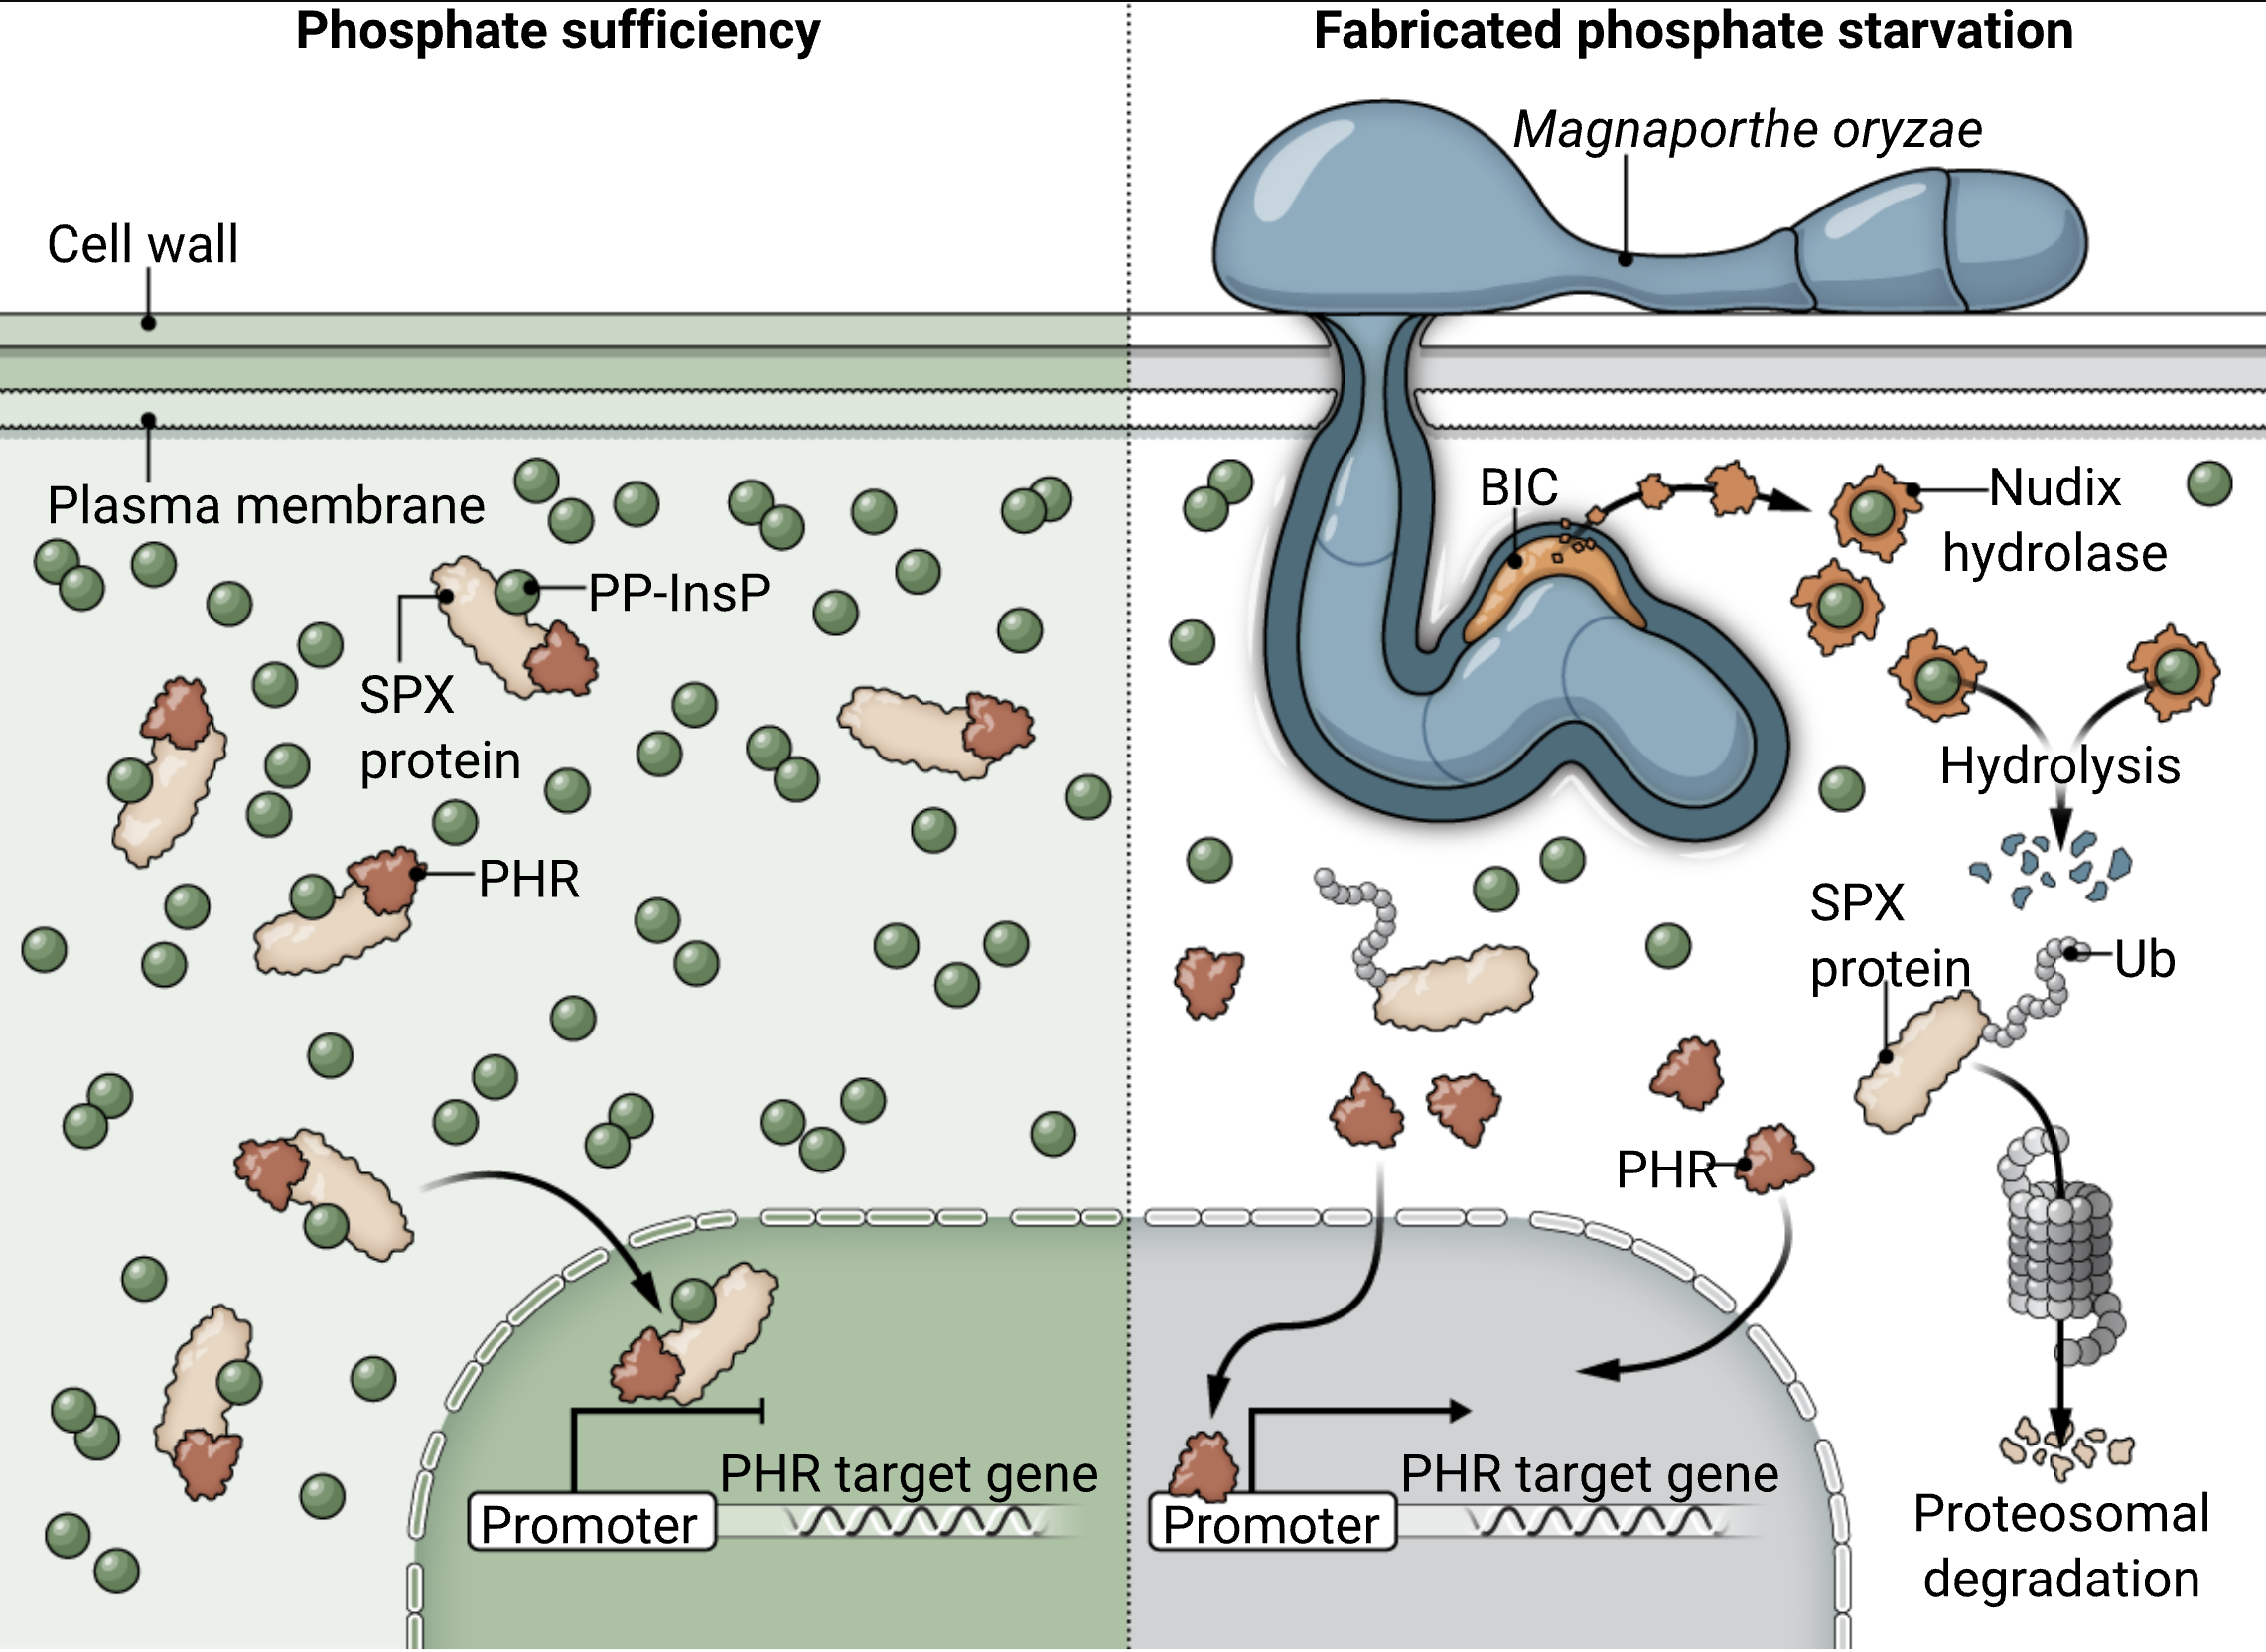 Phosphate sufficiency
Cell wall
Plasma membrane
PP-InsP
SPX
protein
PHR
PHR target gene
Promoter
Fabricated phosphate starvation
Magnaporthe oryzae
BIC
Nudix
hydrolase
Hydrolysis
SPX
protein
Ub
PHR
PHR target gene
Promoter
Proteosomal
degradation